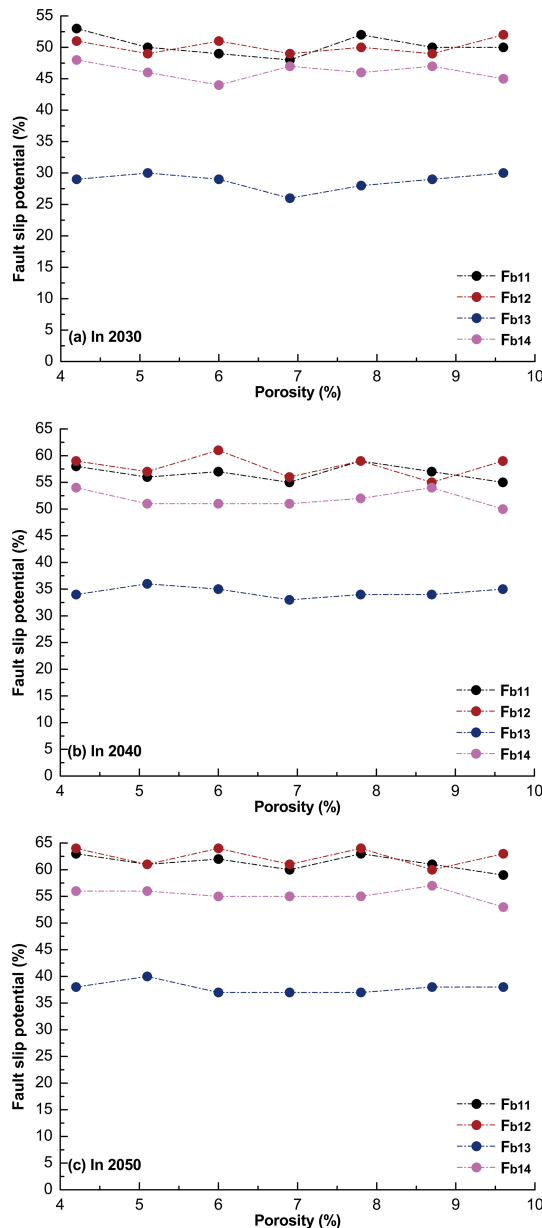 55
50
45
40
35
30
25
20
15
10
5
0
Fault slip potential (%)
Fb11
Fb12
Fb13
Fb14
(a) In 2030
4 5 6 7 8 9 10
Porosity (%)
65
60
55
50
45
40
35
30
25
20
15
10
5
0
Fault slip potential (%)
Fb11
Fb12
Fb13
Fb14
(b) In 2040
4 5 6 7 8 9 10
Porosity (%)
65
60
55
50
45
40
35
30
25
20
15
10
5
0
Fault slip potential (%)
Fb11
Fb12
Fb13
Fb14
(c) In 2050
4 5 6 7 8 9 10
Porosity (%)